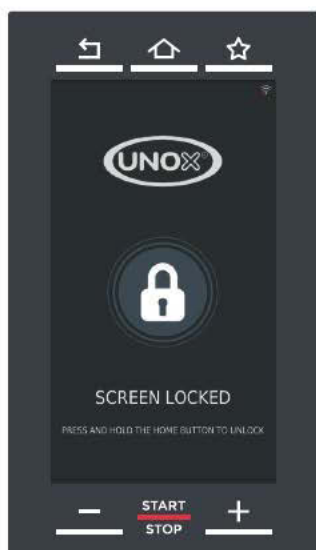 UNOX
SCREEN LOCKED
PRESS AND HOLD THE HOME BUTTON TO UNLOCK
START
STOP